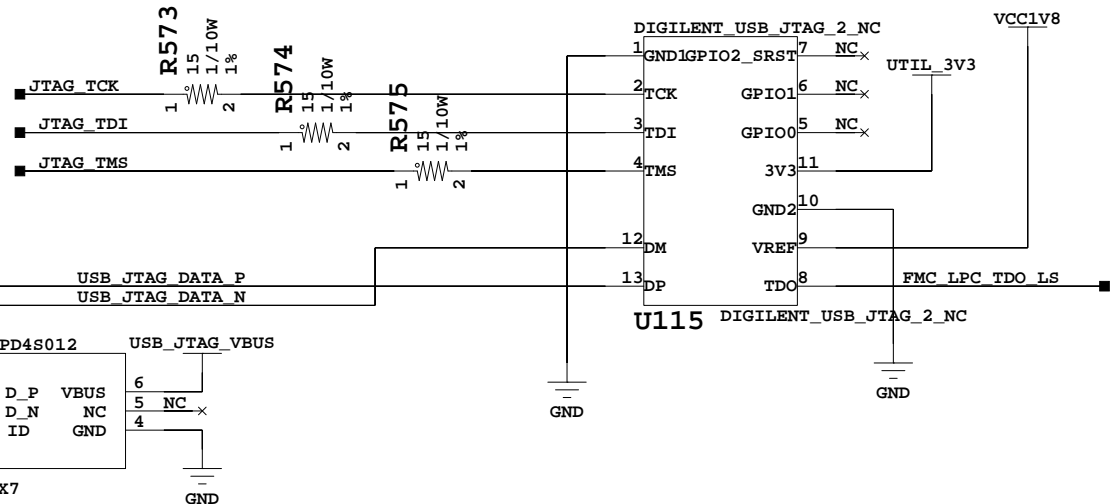 JTAG_TCK
R573
15
1/10W
1%
1
2
JTAG_TDI
R574
15
1/10W
1%
1
2
JTAG_TMS
R575
15
1/10W
1%
1
2
DIGILENT_USB_JTAG_2_NC
1 GND1 GPIO2_SRST 7 NC
2 TCK GPIO1 6 NC
3 TDI GPIO0 5 NC
4 TMS 3V3 11
GND2 10
12 DM VREF 9
13 DP TDO 8
VCC1V8
UTIL_3V3
FMC_LPC_TDO_LS
U115 DIGILENT_USB_JTAG_2_NC
USB_JTAG_DATA_P
USB_JTAG_DATA_N
GND
GND
PD4S012 USB_JTAG_VBUS
D_P VBUS 6
D_N NC 5 NC
ID GND 4
X7
GND